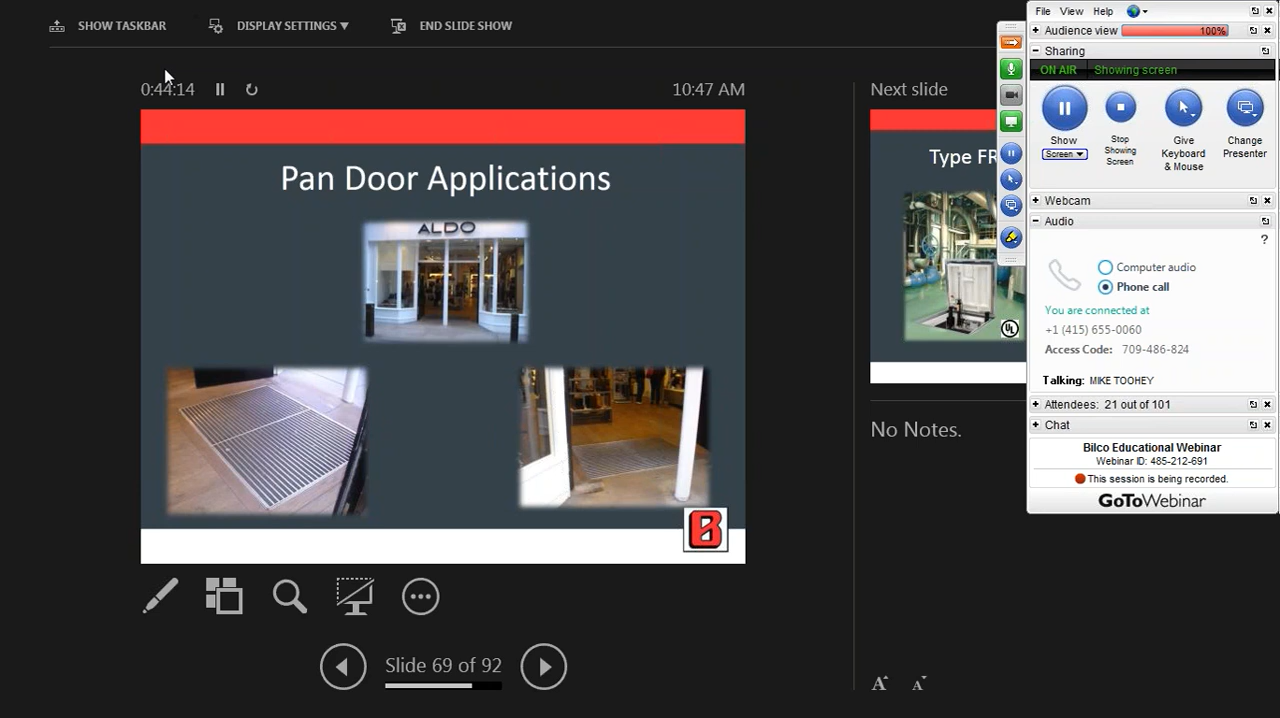 SHOW TASKBAR
DISPLAY SETTINGS ▼
END SLIDE SHOW
0:44:14
10:47 AM
Pan Door Applications
ALDO
B
Slide 69 of 92
Next slide
Type FR
UL
No Notes.
A A
File View Help
Audience view 100%
Sharing
ON AIR Showing screen
Show
Screen
Stop
Showing
Screen
Give
Keyboard
& Mouse
Change
Presenter
Webcam
Audio
?
Computer audio
Phone call
You are connected at
+1 (415) 655-0060
Access Code: 709-486-824
Talking: MIKE TOOHEY
Attendees: 21 out of 101
Chat
Bilco Educational Webinar
Webinar ID: 485-212-691
This session is being recorded.
GoToWebinar